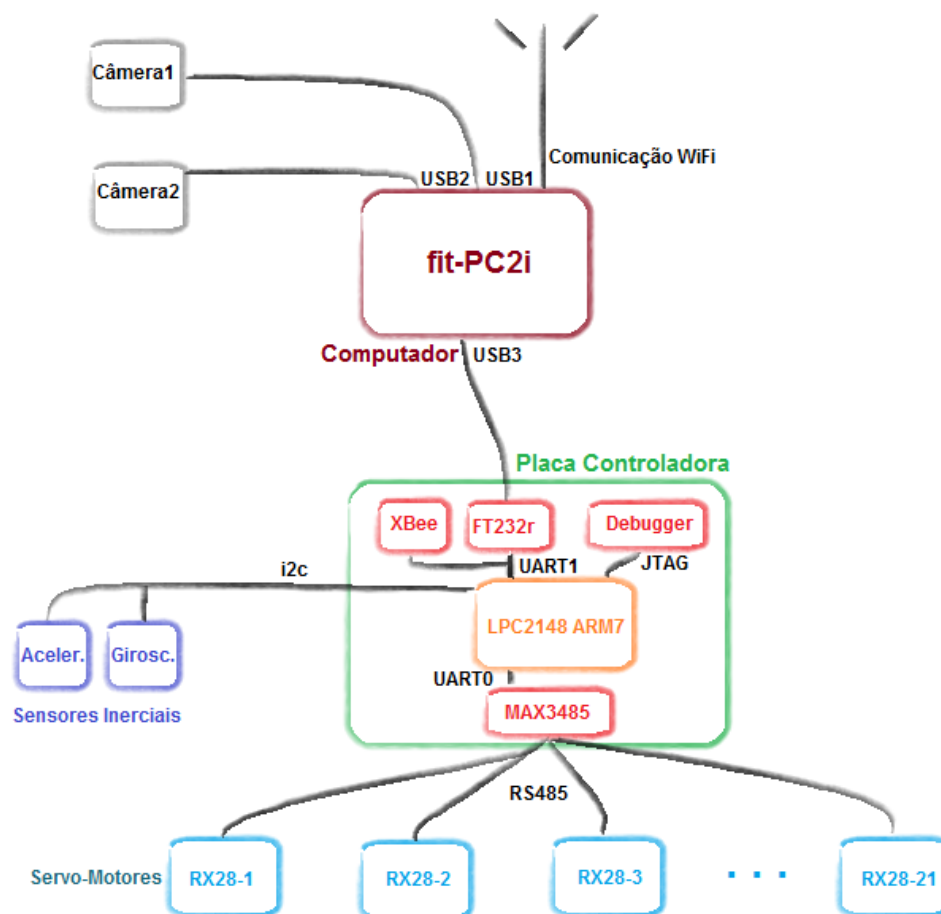 Câmera1
Comunicação WiFi
Câmera2
USB2 USB1
fit-PC2i
Computador
USB3
Placa Controladora
XBee
FT232r
Debugger
UART1
JTAG
i2c
LPC2148 ARM7
Aceler.
Girosc.
UART0
Sensores Inerciais
MAX3485
RS485
Servo-Motores
RX28-1
RX28-2
RX28-3
. . .
RX28-21